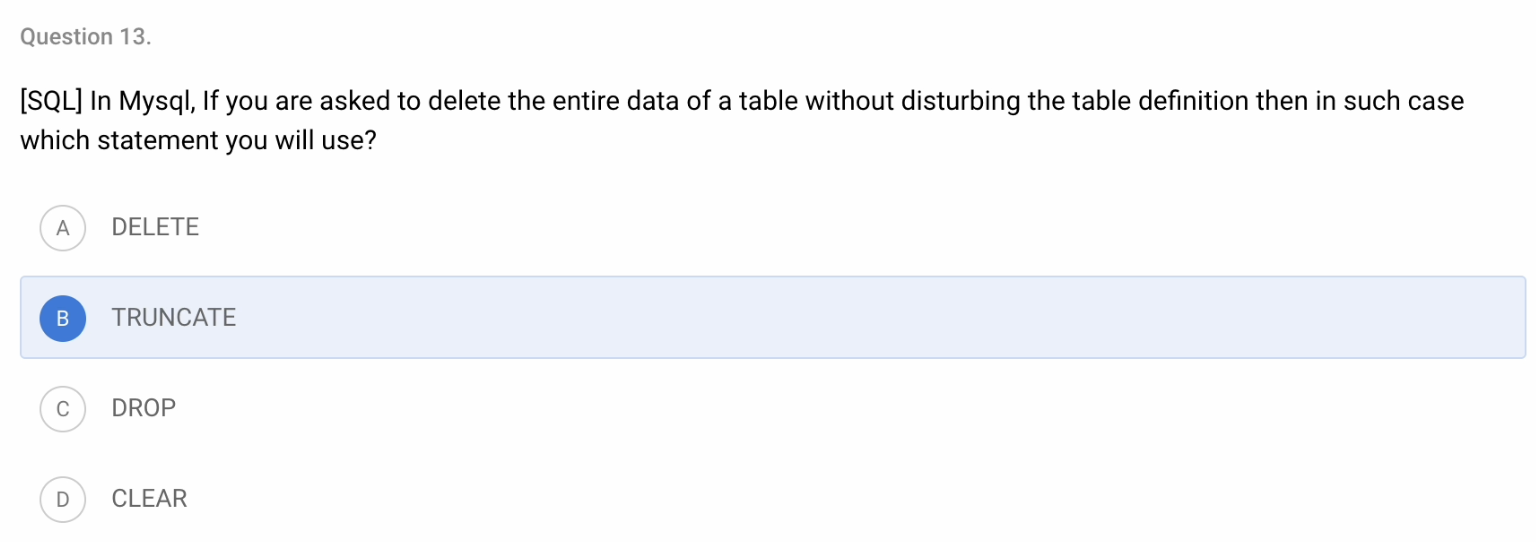 Question 13.
[SQL] In Mysql, If you are asked to delete the entire data of a table without disturbing the table definition then in such case
which statement you will use?
A DELETE
B TRUNCATE
C DROP
D CLEAR